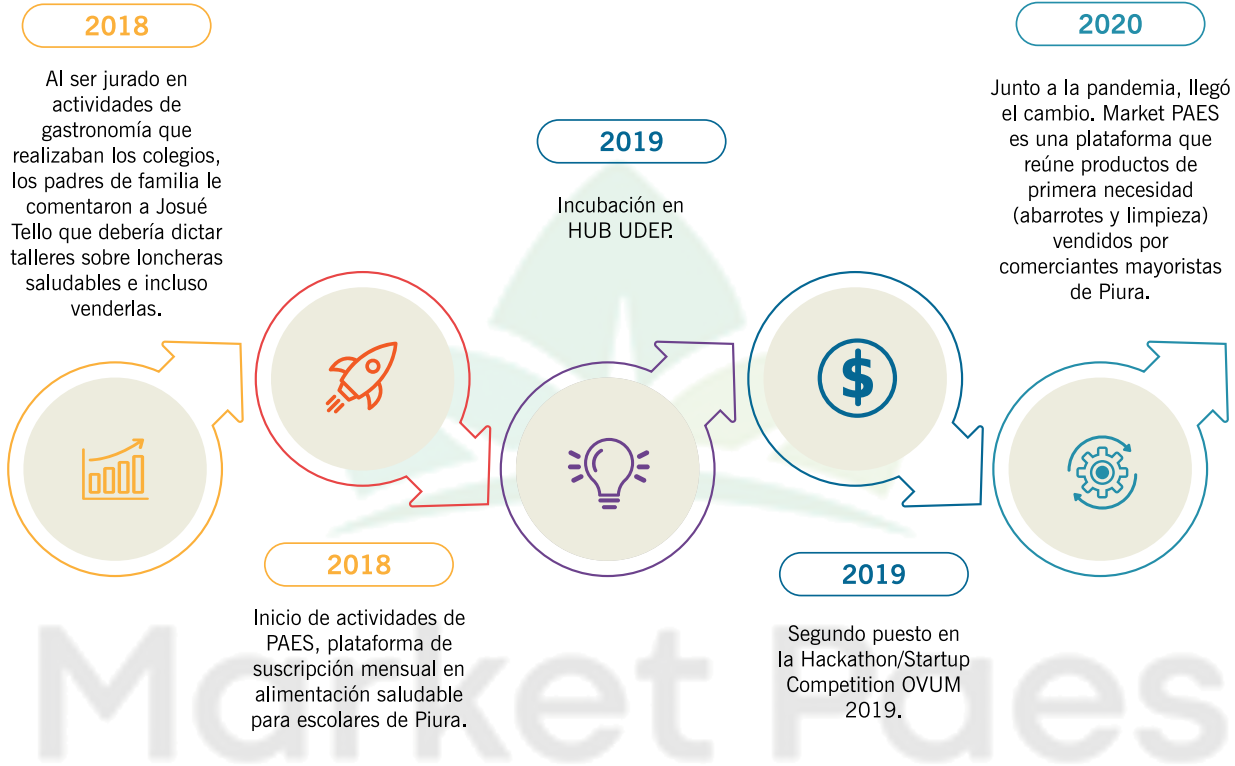 2018
Al ser jurado en
actividades de
gastronomía que
realizaban los colegios,
los padres de familia le
comentaron a Josué
Tello que debería dictar
talleres sobre loncheras
saludables e incluso
venderlas.
2018
Inicio de actividades de
PAES, plataforma de
suscripción mensual en
alimentación saludable
para escolares de Piura.
2019
Incubación en
HUB UDEP.
2019
Segundo puesto en
la Hackathon/Startup
Competition OVUM
2019.
2020
Junto a la pandemia, llegó
el cambio. Market PAES
es una plataforma que
reúne productos de
primera necesidad
(abarrotes y limpieza)
vendidos por
comerciantes mayoristas
de Piura.
$
Market Paes